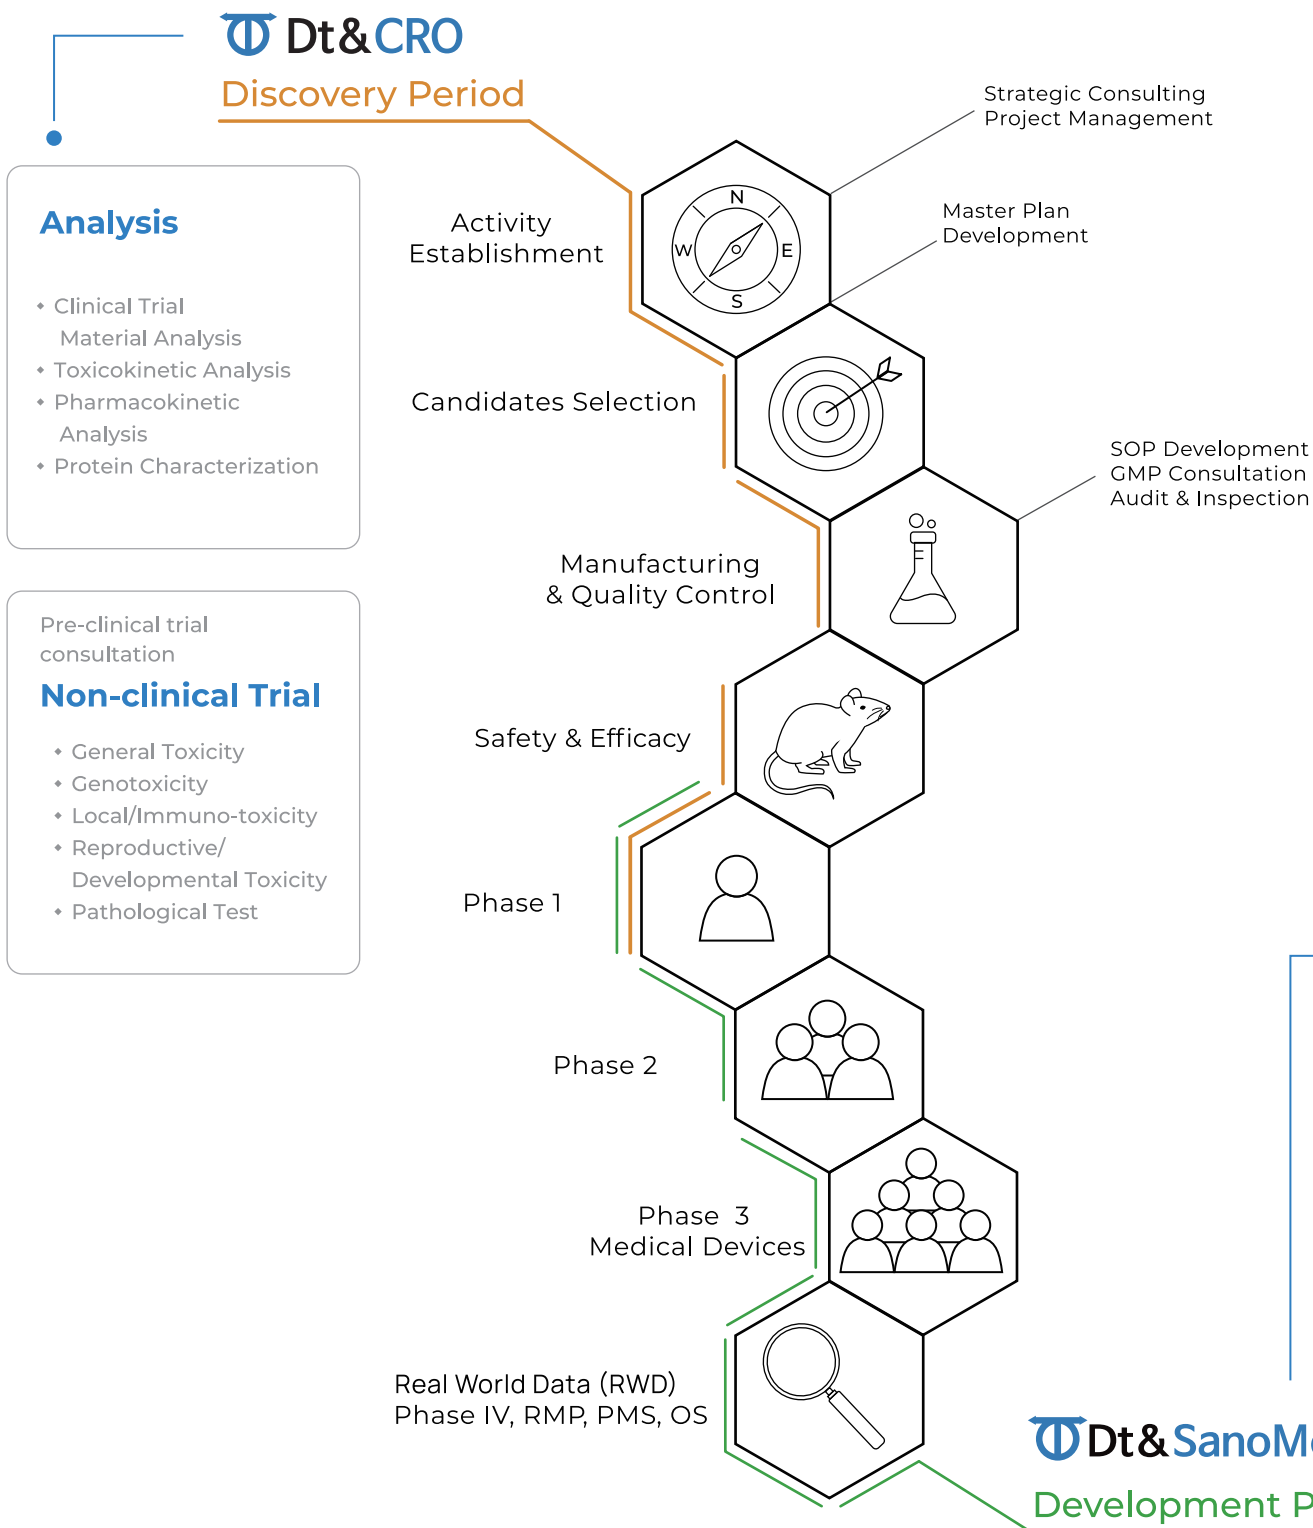 Dt&CRO
Discovery Period
Strategic Consulting
Project Management
Analysis
Clinical Trial
Material Analysis
Toxicokinetic Analysis
Pharmacokinetic
Analysis
Protein Characterization
Pre-clinical trial
consultation
Non-clinical Trial
General Toxicity
Genotoxicity
Local/Immuno-toxicity
Reproductive/
Developmental Toxicity
Pathological Test
Activity
Establishment
N
W
E
S
Master Plan
Development
Candidates Selection
SOP Development
GMP Consultation
Audit & Inspection
Manufacturing
& Quality Control
Safety & Efficacy
Phase 1
Phase 2
Phase 3
Medical Devices
Real World Data (RWD)
Phase IV, RMP, PMS, OS
Dt&
Development